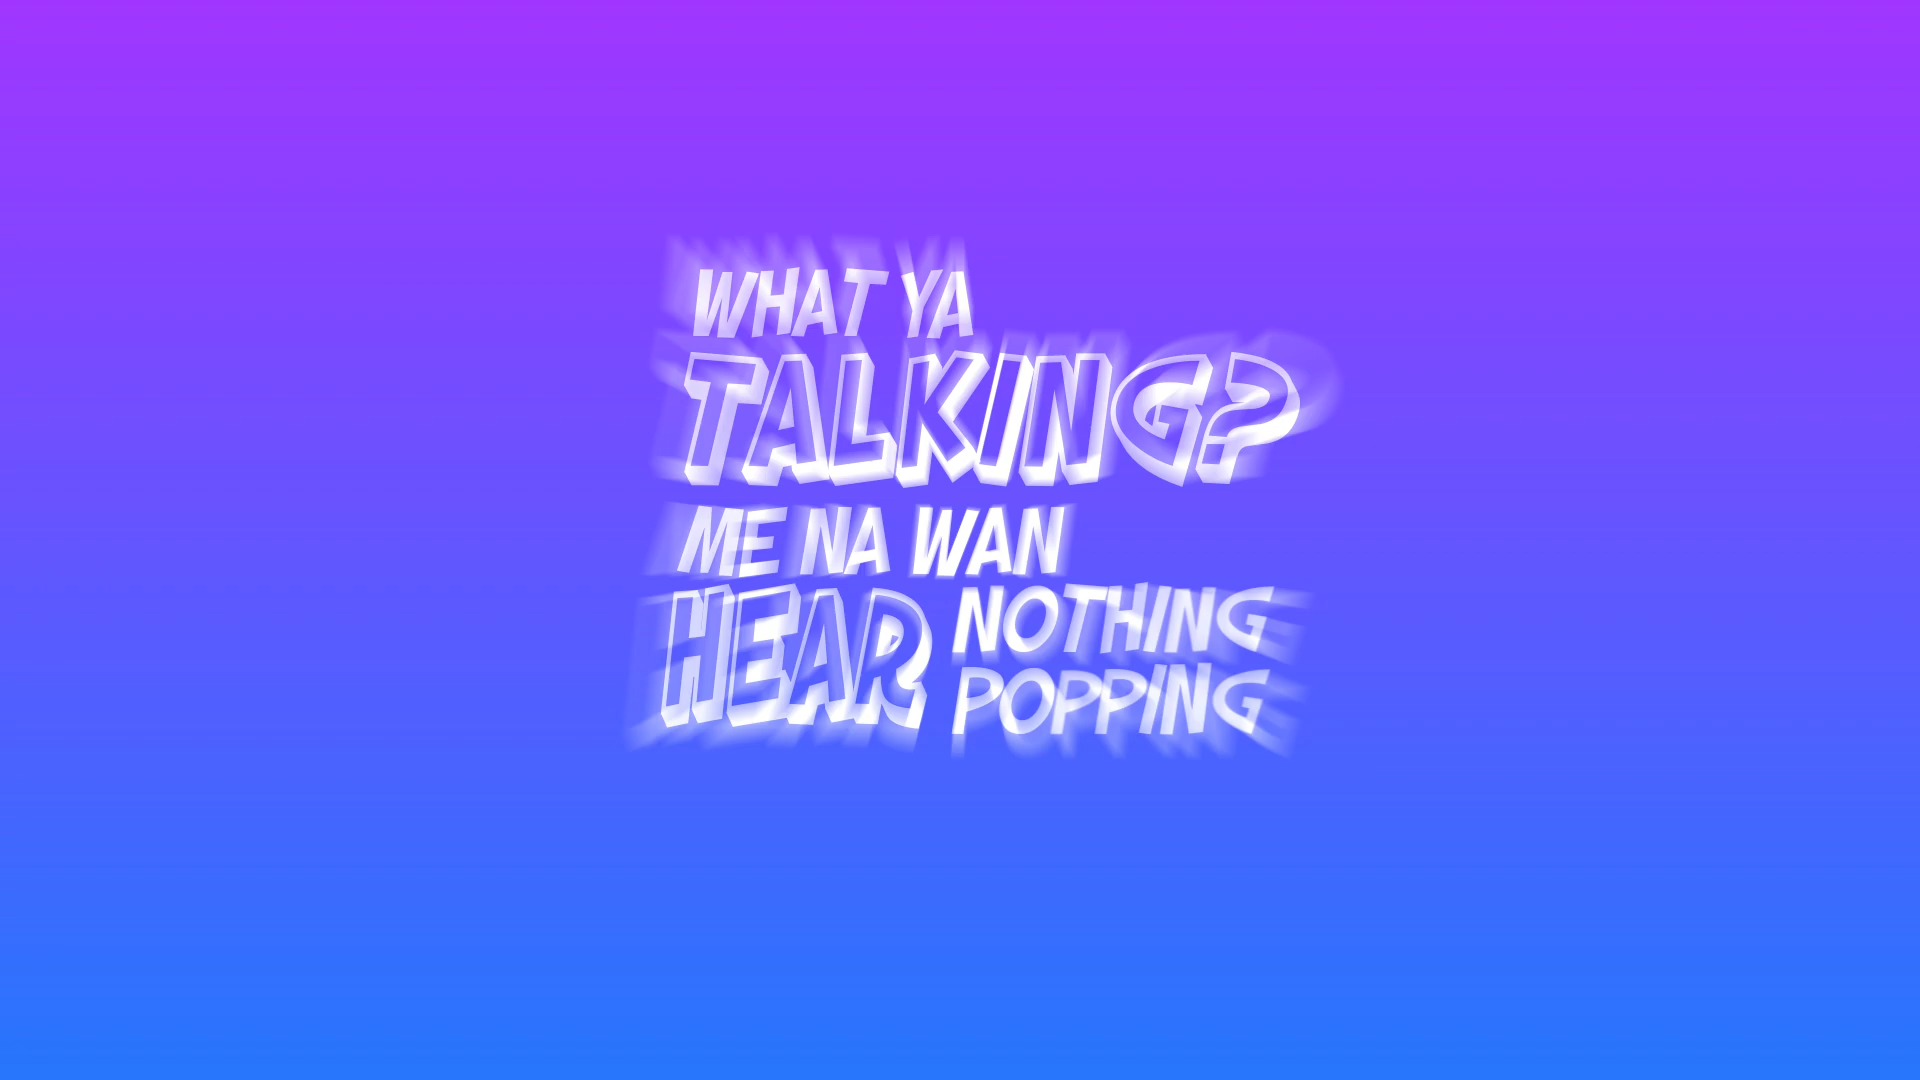 WHAT YA
TALKING?
ME NA WAN
HEAR NOTHING
POPPING